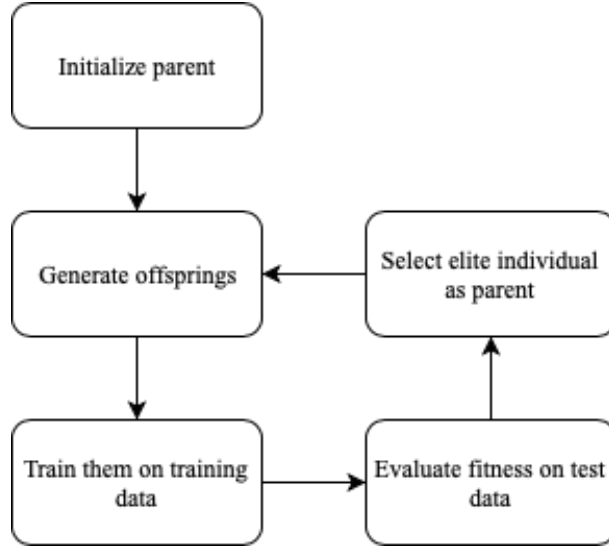 Initialize parent
Generate offsprings
Select elite individual
as parent
Train them on training
data
Evaluate fitness on test
data